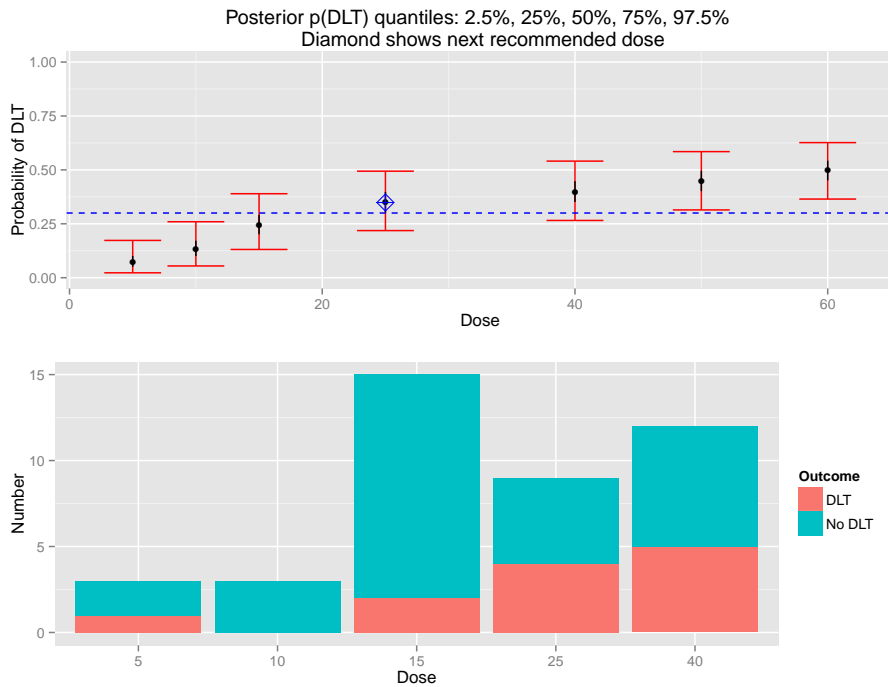 Posterior p(DLT) quantiles: 2.5%, 25%, 50%, 75%, 97.5%
Diamond shows next recommended dose
1.00
0.75
0.50
0.25
0.00
Probability of DLT
0
20
40
60
Dose
15
10
5
0
Number
5
10
15
25
40
Dose
Outcome
DLT
No DLT